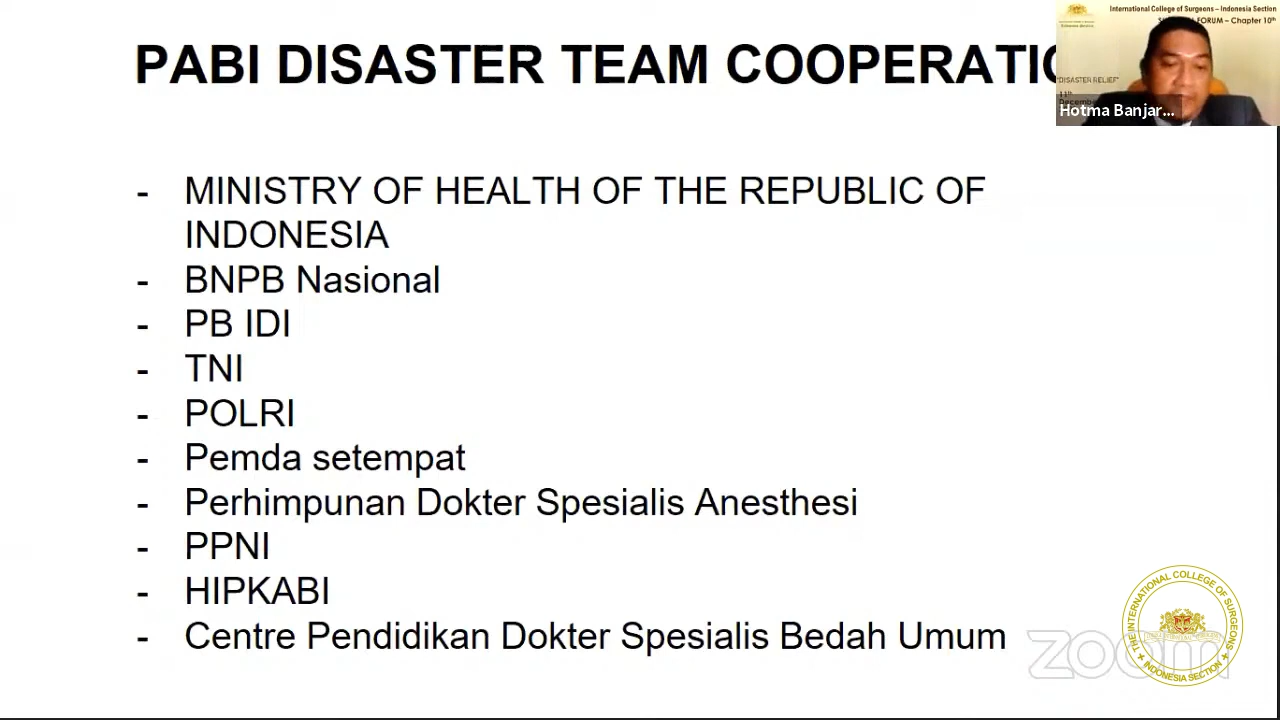 PABI DISASTER TEAM COOPERATIO
International College of Surgeons – Indonesia Section
FORUM – Chapter 10th
"DISASTER RELIEF"
11th
Hotma Banjar...
- MINISTRY OF HEALTH OF THE REPUBLIC OF
INDONESIA
- BNPB Nasional
- PB IDI
- TNI
- POLRI
- Pemda setempat
- Perhimpunan Dokter Spesialis Anesthesi
- PPNI
- HIPKABI
- Centre Pendidikan Dokter Spesialis Bedah Umum
zoom
THE INTERNATIONAL COLLEGE OF SURGEONS
INDONESIA SECTION